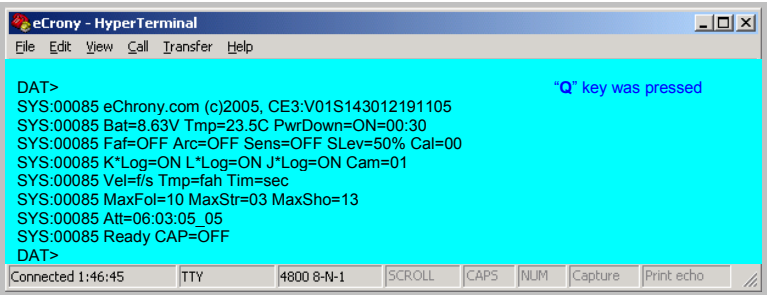 eCrony - HyperTerminal
File Edit View Call Transfer Help
DAT> “Q” key was pressed
SYS:00085 eChrony.com (c)2005, CE3:V01S143012191105
SYS:00085 Bat=8.63V Tmp=23.5C PwrDown=ON=00:30
SYS:00085 Faf=OFF Arc=OFF Sens=OFF SLev=50% Cal=00
SYS:00085 K*Log=ON L*Log=ON J*Log=ON Cam=01
SYS:00085 Vel=f/s Tmp=fah Tim=sec
SYS:00085 MaxFol=10 MaxStr=03 MaxSho=13
SYS:00085 Att=06:03:05_05
SYS:00085 Ready CAP=OFF
DAT>
Connected 1:46:45 TTY 4800 8-N-1 SCROLL CAPS NUM Capture Print echo